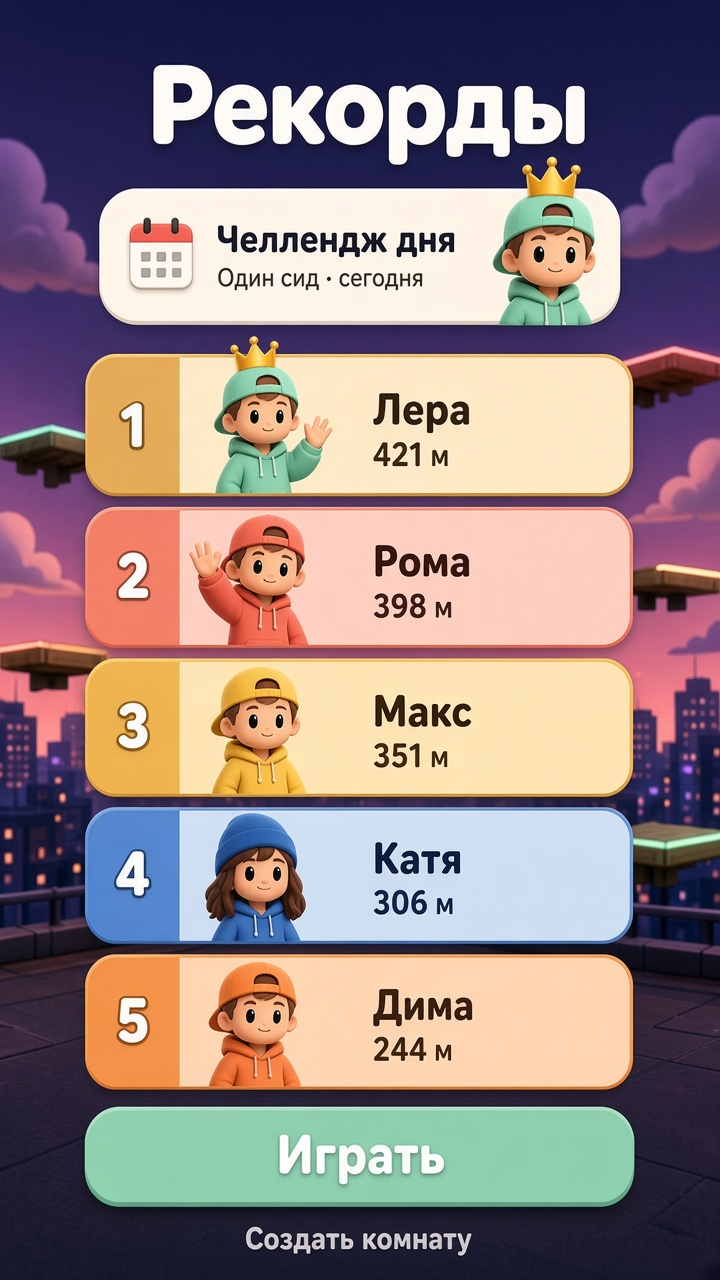 Рекорды
Челлендж дня
Один сид · сегодня
1
Лера
421 м
2
Рома
398 м
3
Макс
351 м
4
Катя
306 м
5
Дима
244 м
Играть
Создать комнату